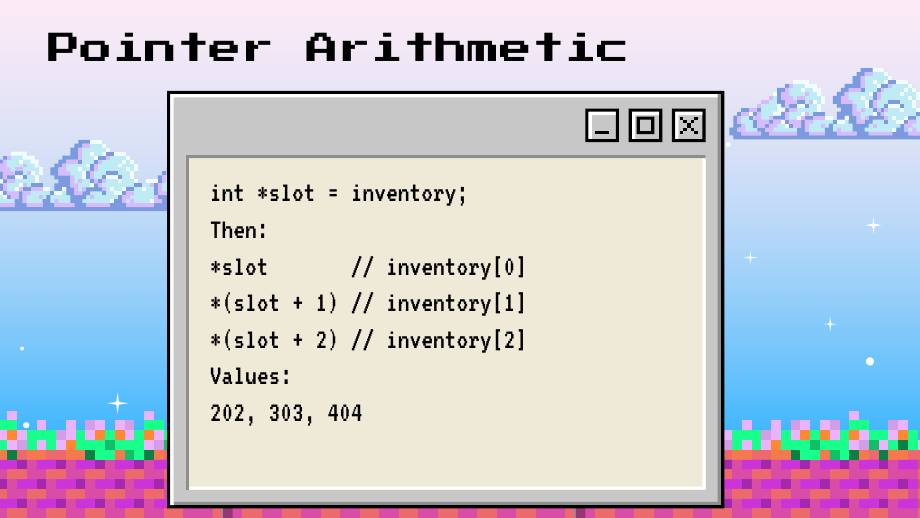 Pointer Arithmetic
int *slot = inventory;
Then:
*slot       // inventory[0]
*(slot + 1) // inventory[1]
*(slot + 2) // inventory[2]
Values:
202, 303, 404